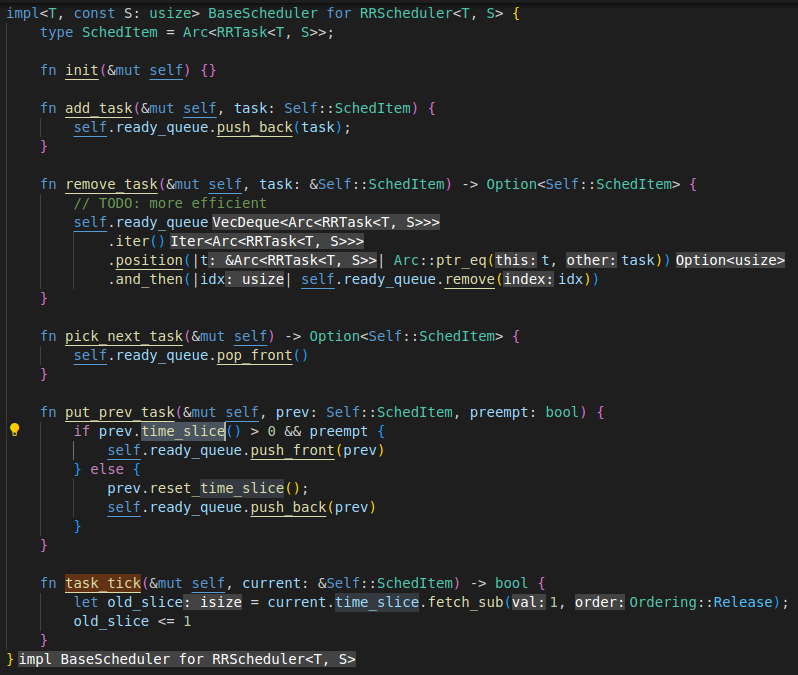 impl<T, const S: usize> BaseScheduler for RRScheduler<T, S> {
    type SchedItem = Arc<RRTask<T, S>>;

    fn init(&mut self) {}

    fn add_task(&mut self, task: Self::SchedItem) {
        self.ready_queue.push_back(task);
    }

    fn remove_task(&mut self, task: &Self::SchedItem) -> Option<Self::SchedItem> {
        // TODO: more efficient
        self.ready_queue VecDeque<Arc<RRTask<T, S>>>
            .iter() Iter<Arc<RRTask<T, S>>>
            .position(|t: &Arc<RRTask<T, S>>| Arc::ptr_eq(this: t, other: task)) Option<usize>
            .and_then(|idx: usize| self.ready_queue.remove(index: idx))
    }

    fn pick_next_task(&mut self) -> Option<Self::SchedItem> {
        self.ready_queue.pop_front()
    }

    fn put_prev_task(&mut self, prev: Self::SchedItem, preempt: bool) {
        if prev.time_slice() > 0 && preempt {
            self.ready_queue.push_front(prev)
        } else {
            prev.reset_time_slice();
            self.ready_queue.push_back(prev)
        }
    }

    fn task_tick(&mut self, current: &Self::SchedItem) -> bool {
        let old_slice: isize = current.time_slice.fetch_sub(val: 1, order: Ordering::Release);
        old_slice <= 1
    }
} impl BaseScheduler for RRScheduler<T, S>